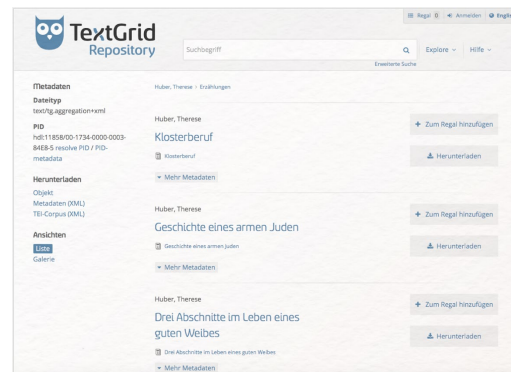 Regal 0 Anmelden Englis
TextGrid
Repository
Suchbegriff
Explore Hilfe
Erweiterte Suche
Metadaten
Dateityp
text/tg.aggregation+xml
PID
hdl:11858/00-1734-0000-0003-
84E8-5 resolve PID / PID-
metadata
Herunterladen
Objekt
Metadaten (XML)
TEI-Corpus (XML)
Ansichten
Liste
Galerie
Huber, Therese > Erzählungen
Huber, Therese
Klosterberuf
Klosterberuf
Mehr Metadaten
+ Zum Regal hinzufügen
Herunterladen
Huber, Therese
Geschichte eines armen Juden
Geschichte eines armen Juden
Mehr Metadaten
+ Zum Regal hinzufügen
Herunterladen
Huber, Therese
Drei Abschnitte im Leben eines
guten Weibes
Drei Abschnitte im Leben eines guten Weibes
Mehr Metadaten
+ Zum Regal hinzufügen
Herunterladen